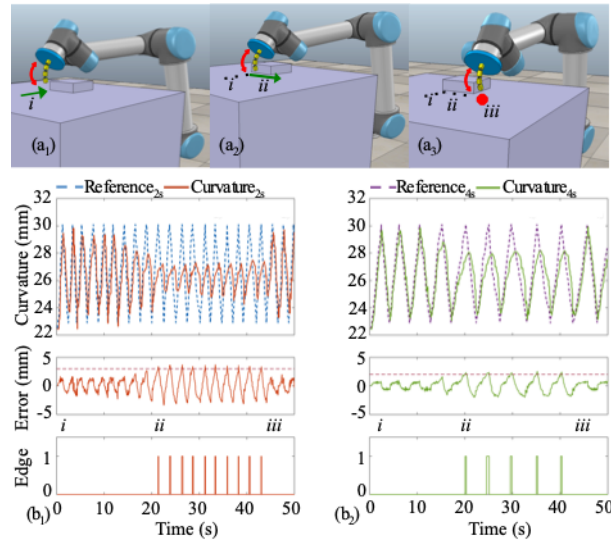 i
ii
i
ii
iii
(a1)
(a2)
(a3)
Reference2s Curvature2s
Reference4s Curvature4s
Curvature (mm)
32
30
28
26
24
22
32
30
28
26
24
22
Error (mm)
5
0
-5
5
0
-5
i ii iii
i ii iii
Edge
1
0
1
0
0 10 20 30 40 50
0 10 20 30 40 50
(b1) Time (s)
(b2) Time (s)